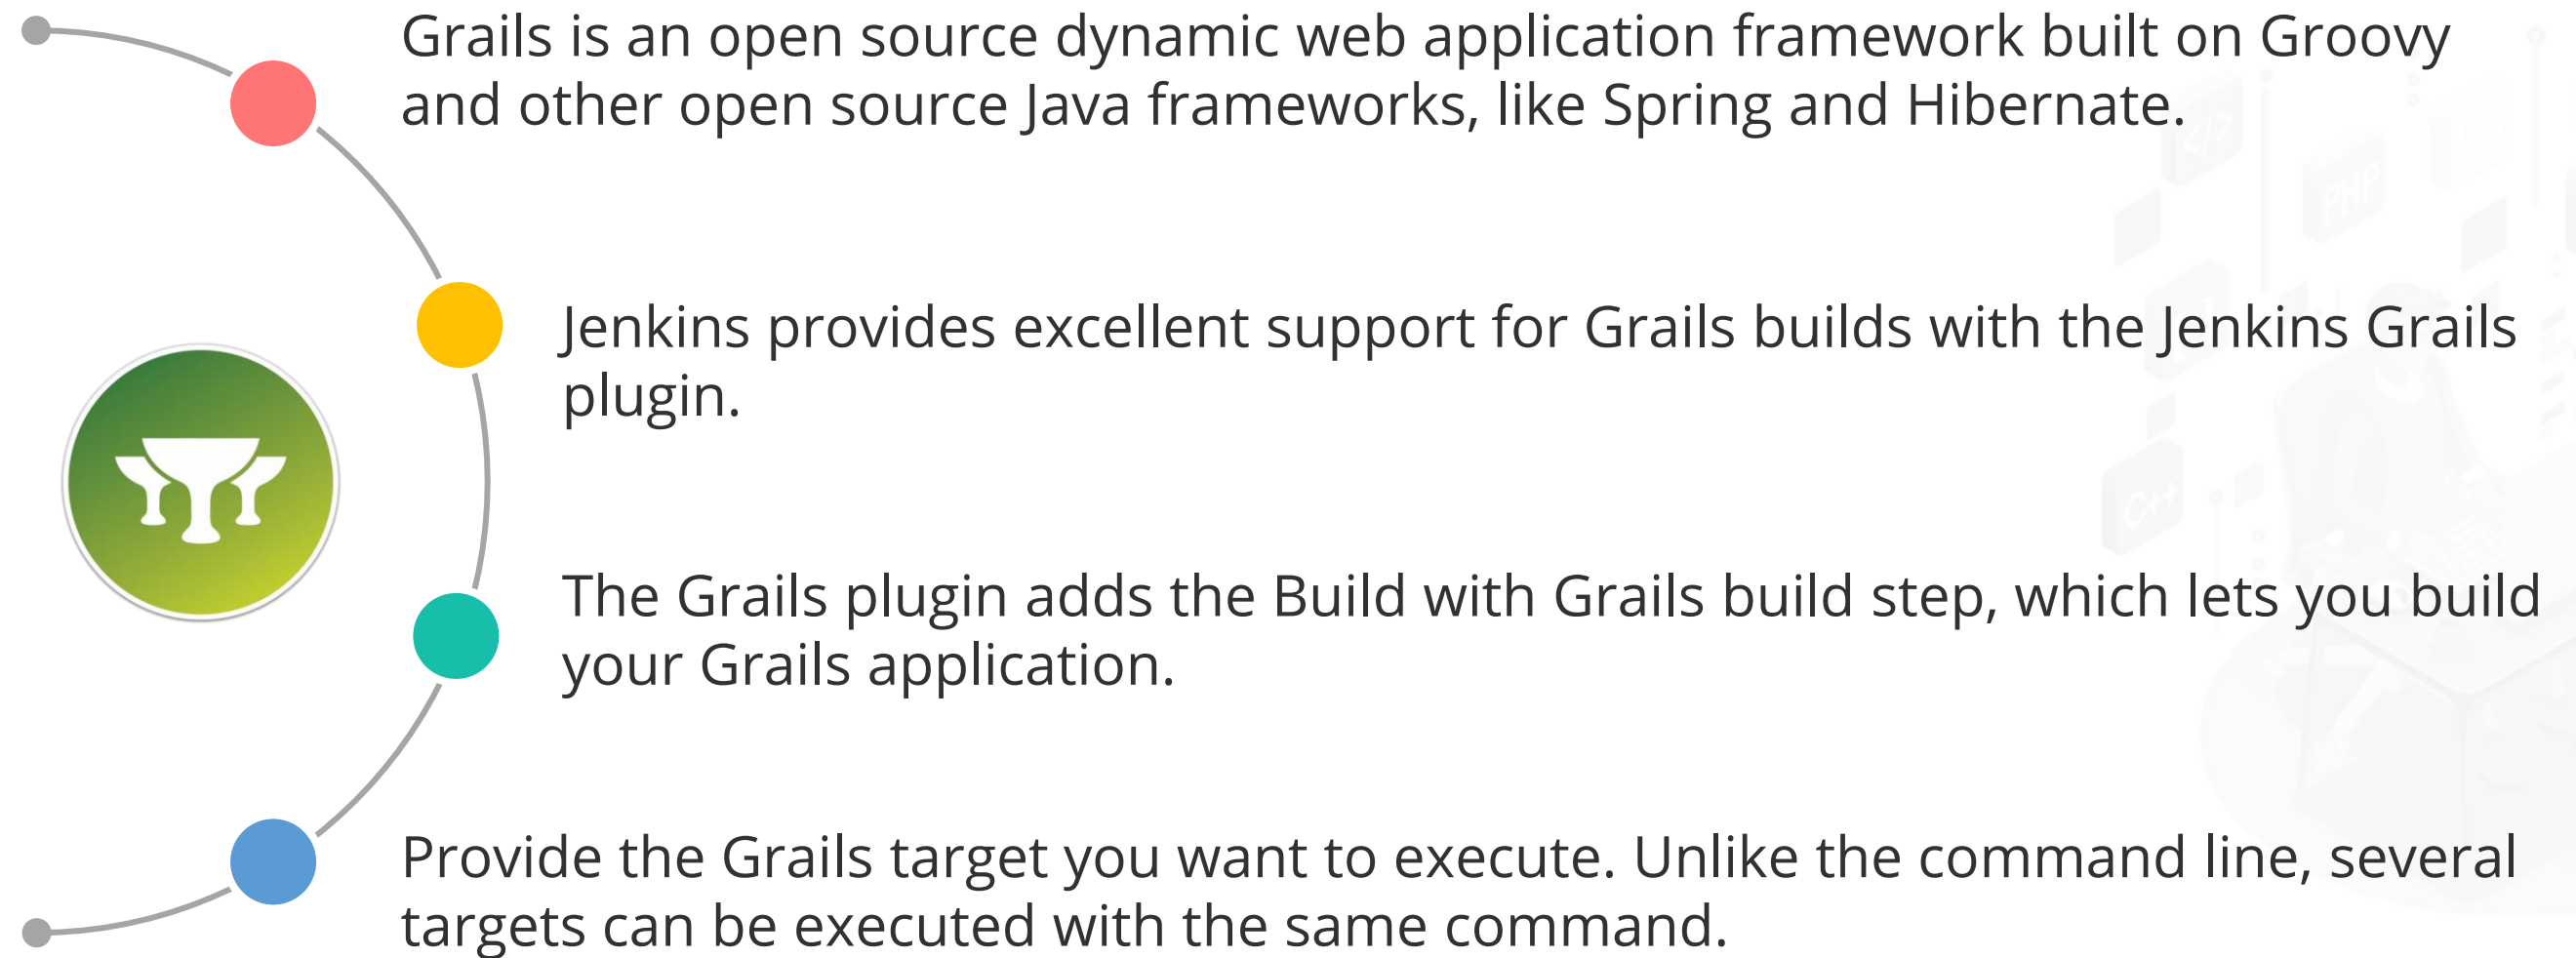 Grails is an open source dynamic web application framework built on Groovy
and other open source Java frameworks, like Spring and Hibernate.
</>
PHP
Jenkins provides excellent support for Grails builds with the Jenkins Grails
plugin.
C++
The Grails plugin adds the Build with Grails build step, which lets you build
your Grails application.
Provide the Grails target you want to execute. Unlike the command line, several
targets can be executed with the same command.